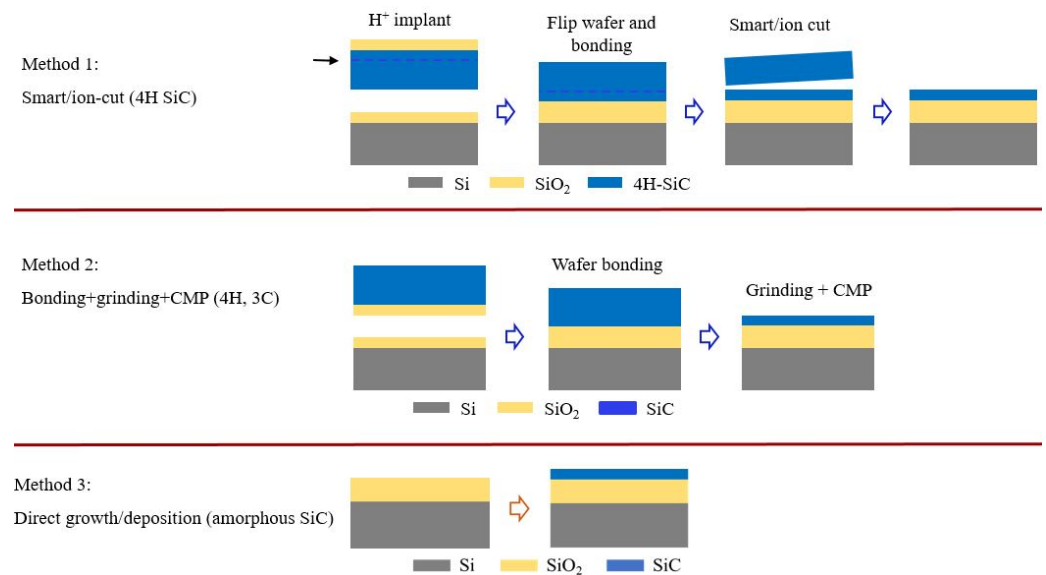 Method 1:
Smart/ion-cut (4H SiC)
H⁺ implant
Flip wafer and
bonding
Smart/ion cut
Si SiO₂ 4H-SiC
Method 2:
Bonding+grinding+CMP (4H, 3C)
Wafer bonding
Grinding + CMP
Si SiO₂ SiC
Method 3:
Direct growth/deposition (amorphous SiC)
Si SiO₂ SiC